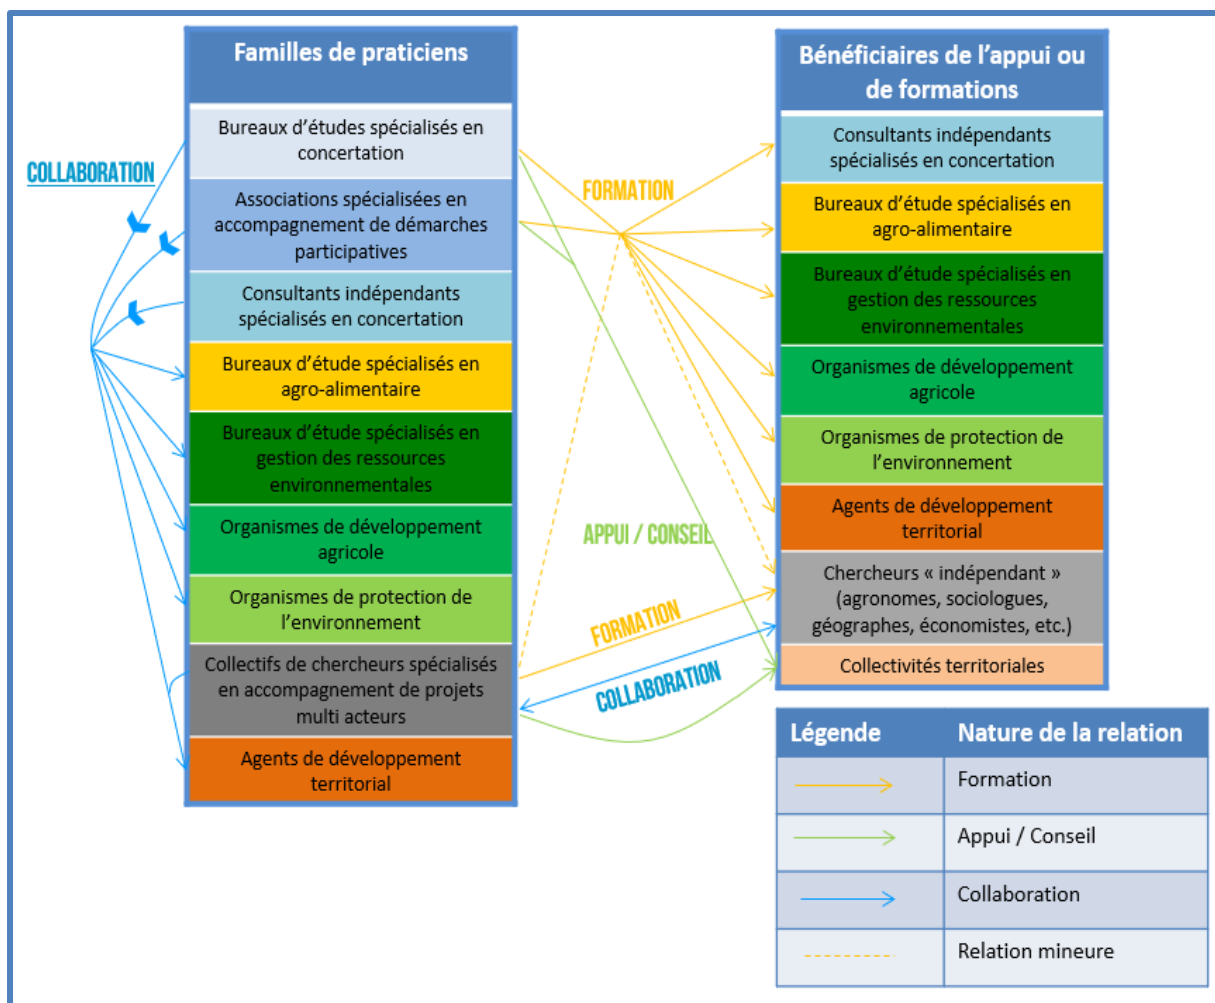 Familles de praticiens
Bureaux d’études spécialisés en
concertation
Associations spécialisées en
accompagnement de démarches
participatives
Consultants indépendants
spécialisés en concertation
Bureaux d’étude spécialisés en
agro-alimentaire
Bureaux d’étude spécialisés en
gestion des ressources
environnementales
Organismes de développement
agricole
Organismes de protection de
l’environnement
Collectifs de chercheurs spécialisés
en accompagnement de projets
multi acteurs
Agents de développement
territorial
COLLABORATION
FORMATION
APPUI / CONSEIL
FORMATION
COLLABORATION
Bénéficiaires de l’appui ou
de formations
Consultants indépendants
spécialisés en concertation
Bureaux d’étude spécialisés en
agro-alimentaire
Bureaux d’étude spécialisés en
gestion des ressources
environnementales
Organismes de développement
agricole
Organismes de protection de
l’environnement
Agents de développement
territorial
Chercheurs « indépendant »
(agronomes, sociologues,
géographes, économistes, etc.)
Collectivités territoriales
Légende Nature de la relation
Formation
Appui / Conseil
Collaboration
Relation mineure